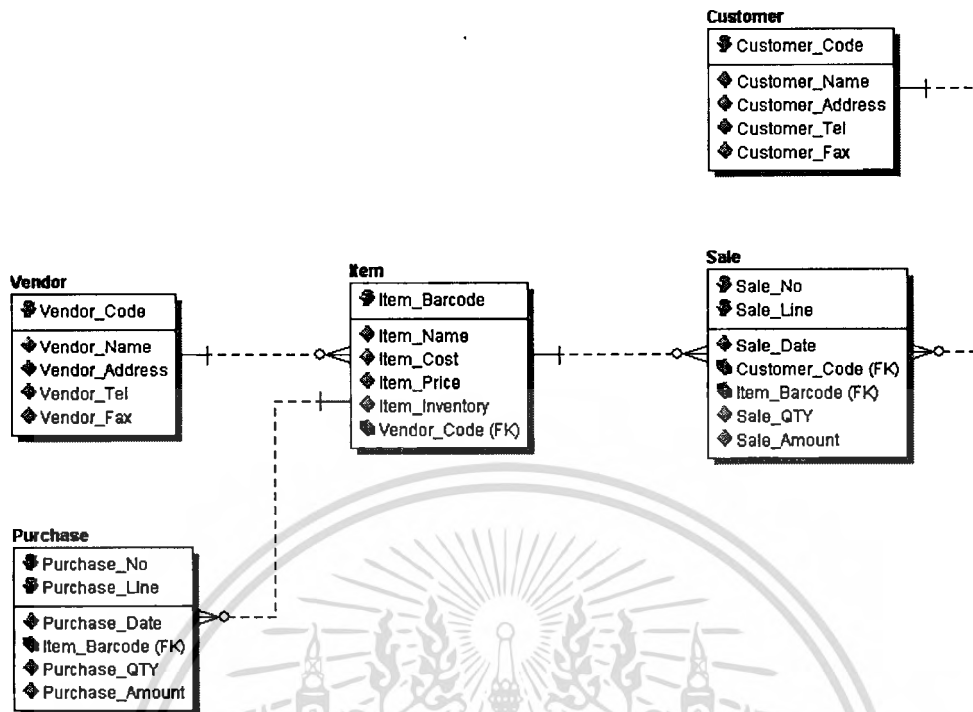 Customer
Customer_Code
Customer_Name
Customer_Address
Customer_Tel
Customer_Fax
Vendor
Vendor_Code
Vendor_Name
Vendor_Address
Vendor_Tel
Vendor_Fax
Item
Item_Barcode
Item_Name
Item_Cost
Item_Price
Item_Inventory
Vendor_Code (FK)
Sale
Sale_No
Sale_Line
Sale_Date
Customer_Code (FK)
Item_Barcode (FK)
Sale_QTY
Sale_Amount
Purchase
Purchase_No
Purchase_Line
Purchase_Date
Item_Barcode (FK)
Purchase_QTY
Purchase_Amount